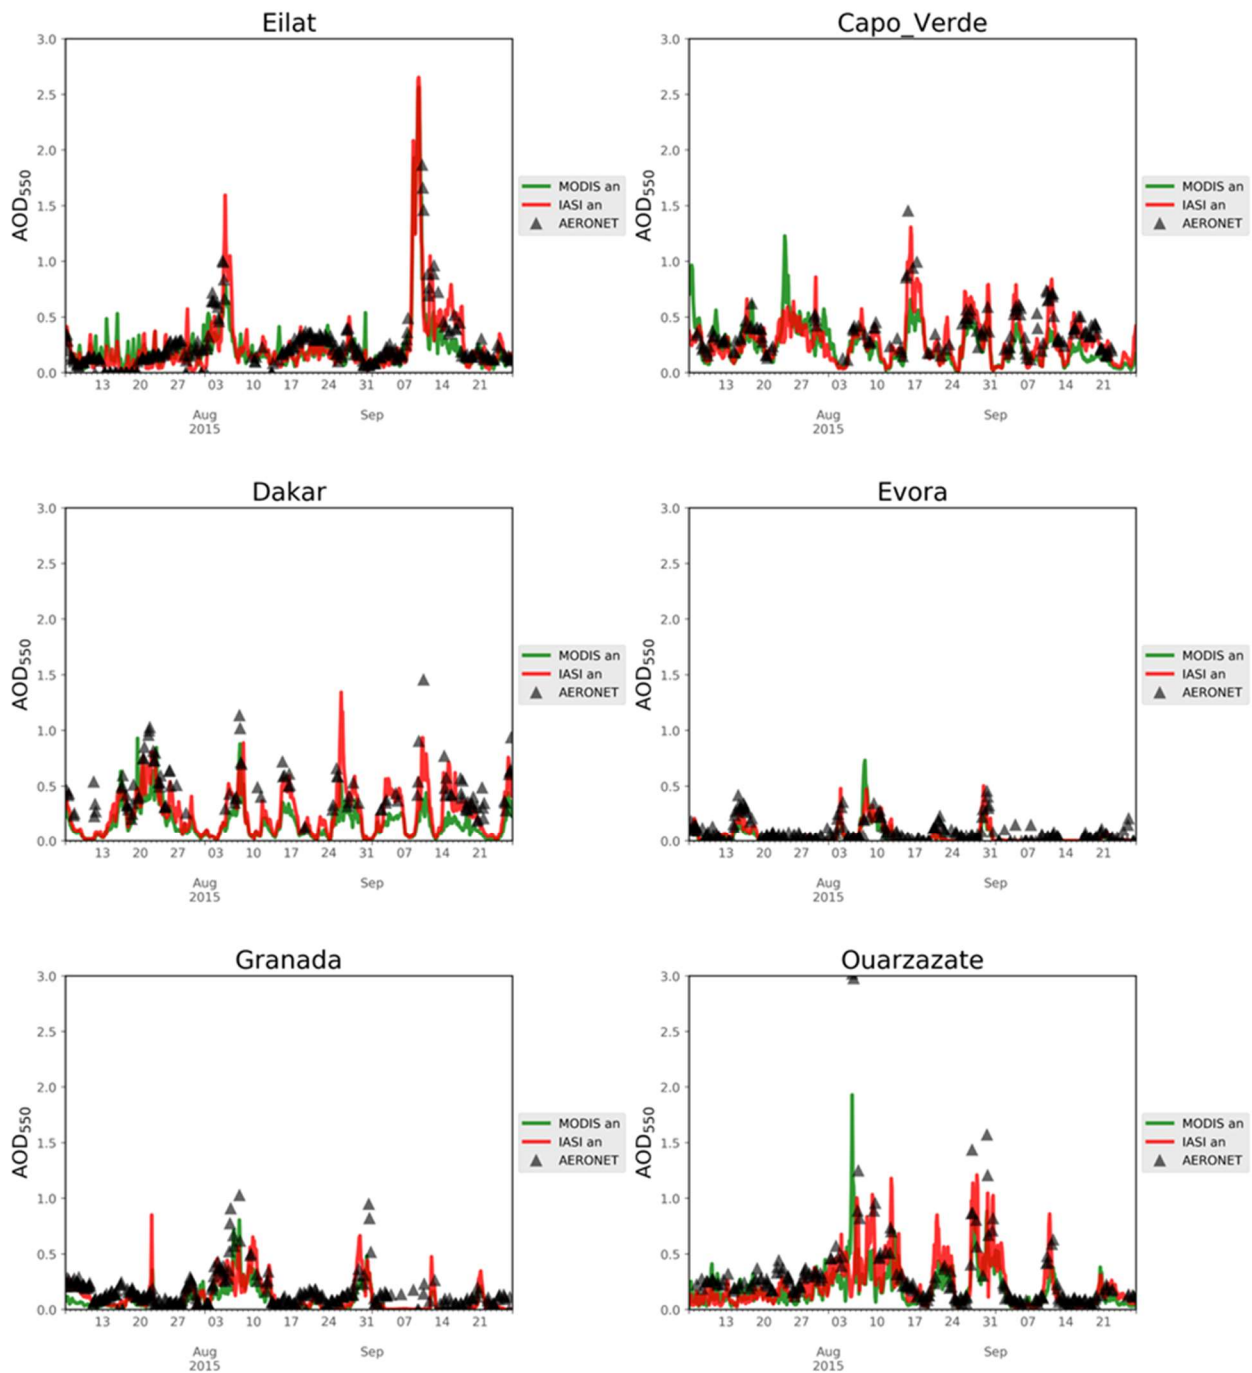 Eilat
3.0
2.5
2.0
1.5
1.0
0.5
0.0
AOD550
13 20 27 03 10 17 24 31 07 14 21
Aug Sep
2015
MODIS an
IASI an
AERONET
Capo_Verde
3.0
2.5
2.0
1.5
1.0
0.5
0.0
AOD550
13 20 27 03 10 17 24 31 07 14 21
Aug Sep
2015
MODIS an
IASI an
AERONET
Dakar
3.0
2.5
2.0
1.5
1.0
0.5
0.0
AOD550
13 20 27 03 10 17 24 31 07 14 21
Aug Sep
2015
MODIS an
IASI an
AERONET
Evora
3.0
2.5
2.0
1.5
1.0
0.5
0.0
AOD550
13 20 27 03 10 17 24 31 07 14 21
Aug Sep
2015
MODIS an
IASI an
AERONET
Granada
3.0
2.5
2.0
1.5
1.0
0.5
0.0
AOD550
13 20 27 03 10 17 24 31 07 14 21
Aug Sep
2015
MODIS an
IASI an
AERONET
Ouarzazate
3.0
2.5
2.0
1.5
1.0
0.5
0.0
AOD550
13 20 27 03 10 17 24 31 07 14 21
Aug Sep
2015
MODIS an
IASI an
AERONET